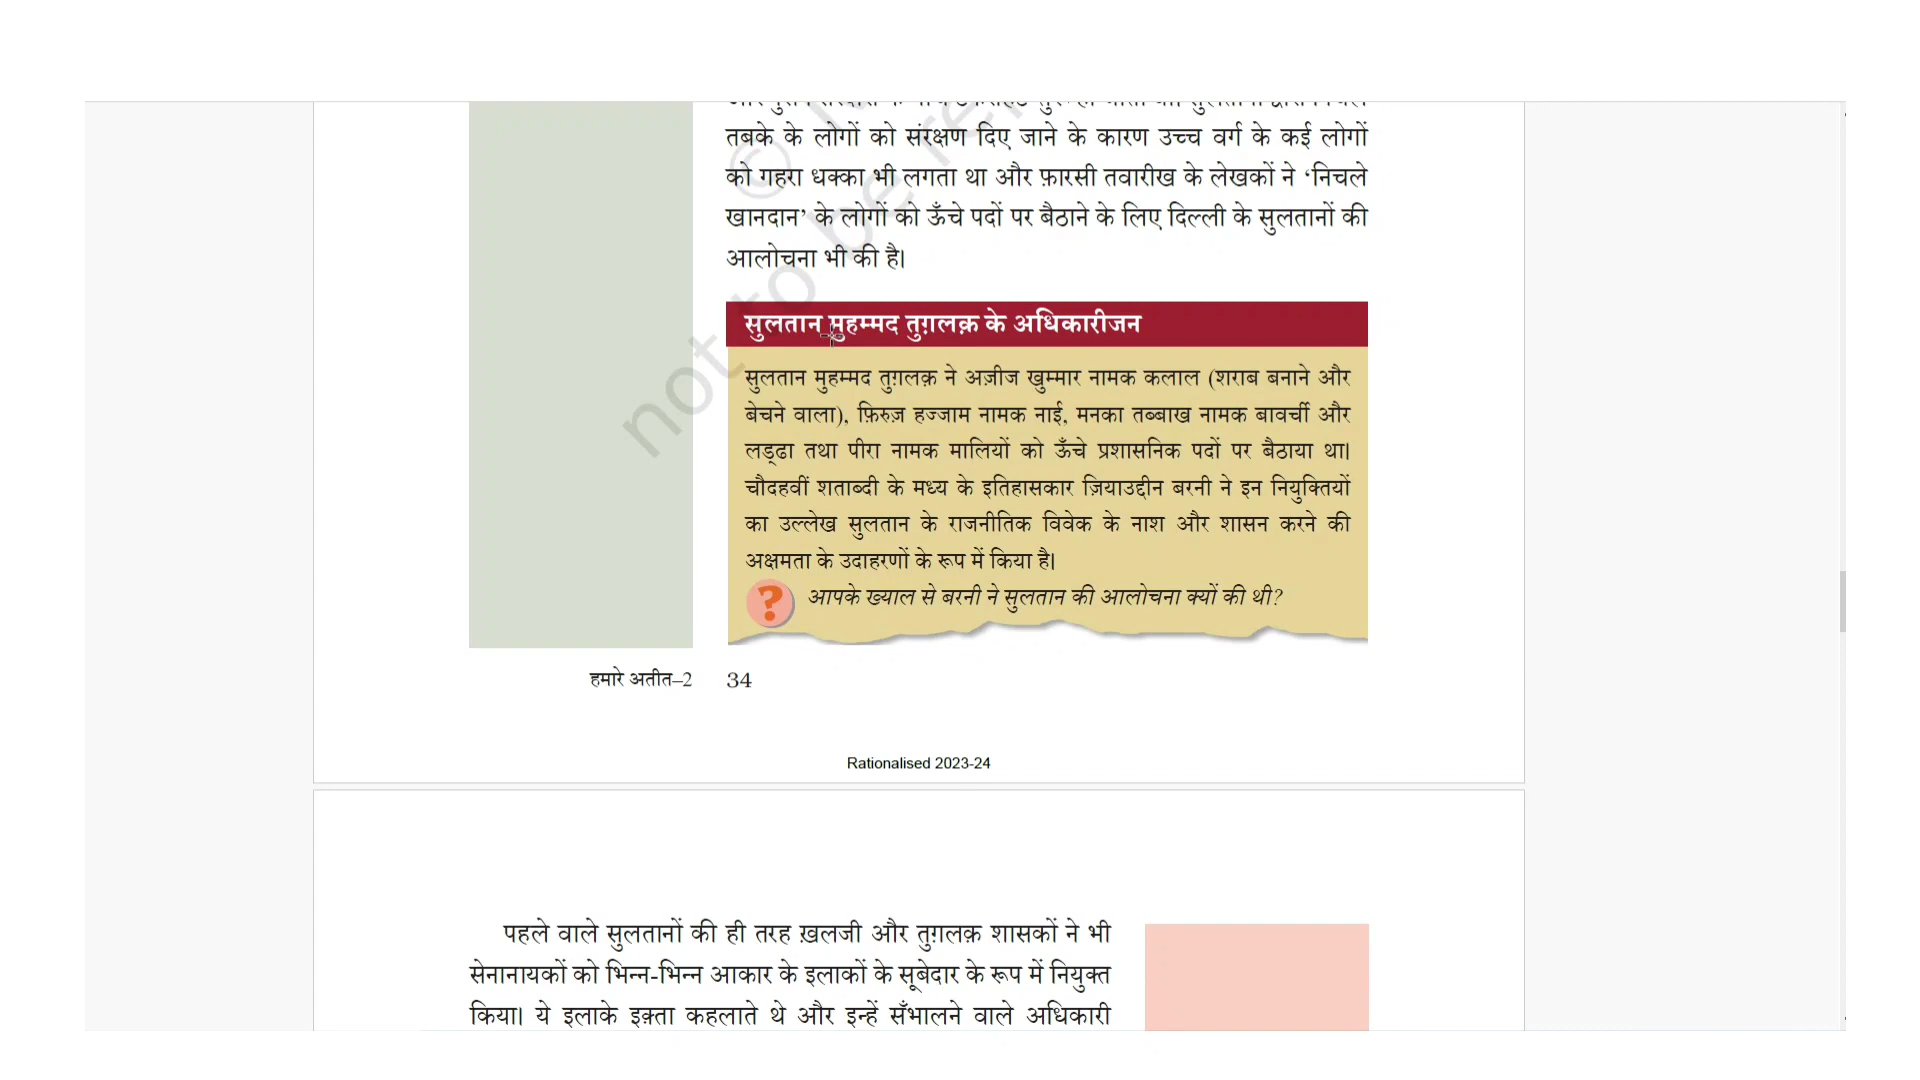 तबके के लोगों को संरक्षण दिए जाने के कारण उच्च वर्ग के कई लोगों
को गहरा धक्का भी लगता था और फ़ारसी तवारीख के लेखकों ने ‘निचले
खानदान’ के लोगों को ऊँचे पदों पर बैठाने के लिए दिल्ली के सुलतानों की
आलोचना भी की है।
सुलतान मुहम्मद तुग़लक़ के अधिकारीजन
सुलतान मुहम्मद तुग़लक़ ने अज़ीज खुम्मार नामक कलाल (शराब बनाने और
बेचने वाला), फ़िरुज़ हज्जाम नामक नाई, मनका तब्बाख नामक बावर्ची और
लड्ढा तथा पीरा नामक मालियों को ऊँचे प्रशासनिक पदों पर बैठाया था।
चौदहवीं शताब्दी के मध्य के इतिहासकार ज़ियाउद्दीन बरनी ने इन नियुक्तियों
का उल्लेख सुलतान के राजनीतिक विवेक के नाश और शासन करने की
अक्षमता के उदाहरणों के रूप में किया है।
? आपके ख्याल से बरनी ने सुलतान की आलोचना क्यों की थी?
हमारे अतीत–2 34
Rationalised 2023-24
पहले वाले सुलतानों की ही तरह ख़लजी और तुग़लक़ शासकों ने भी
सेनानायकों को भिन्न-भिन्न आकार के इलाकों के सूबेदार के रूप में नियुक्त
किया। ये इलाके इक़्ता कहलाते थे और इन्हें सँभालने वाले अधिकारी
not to be re